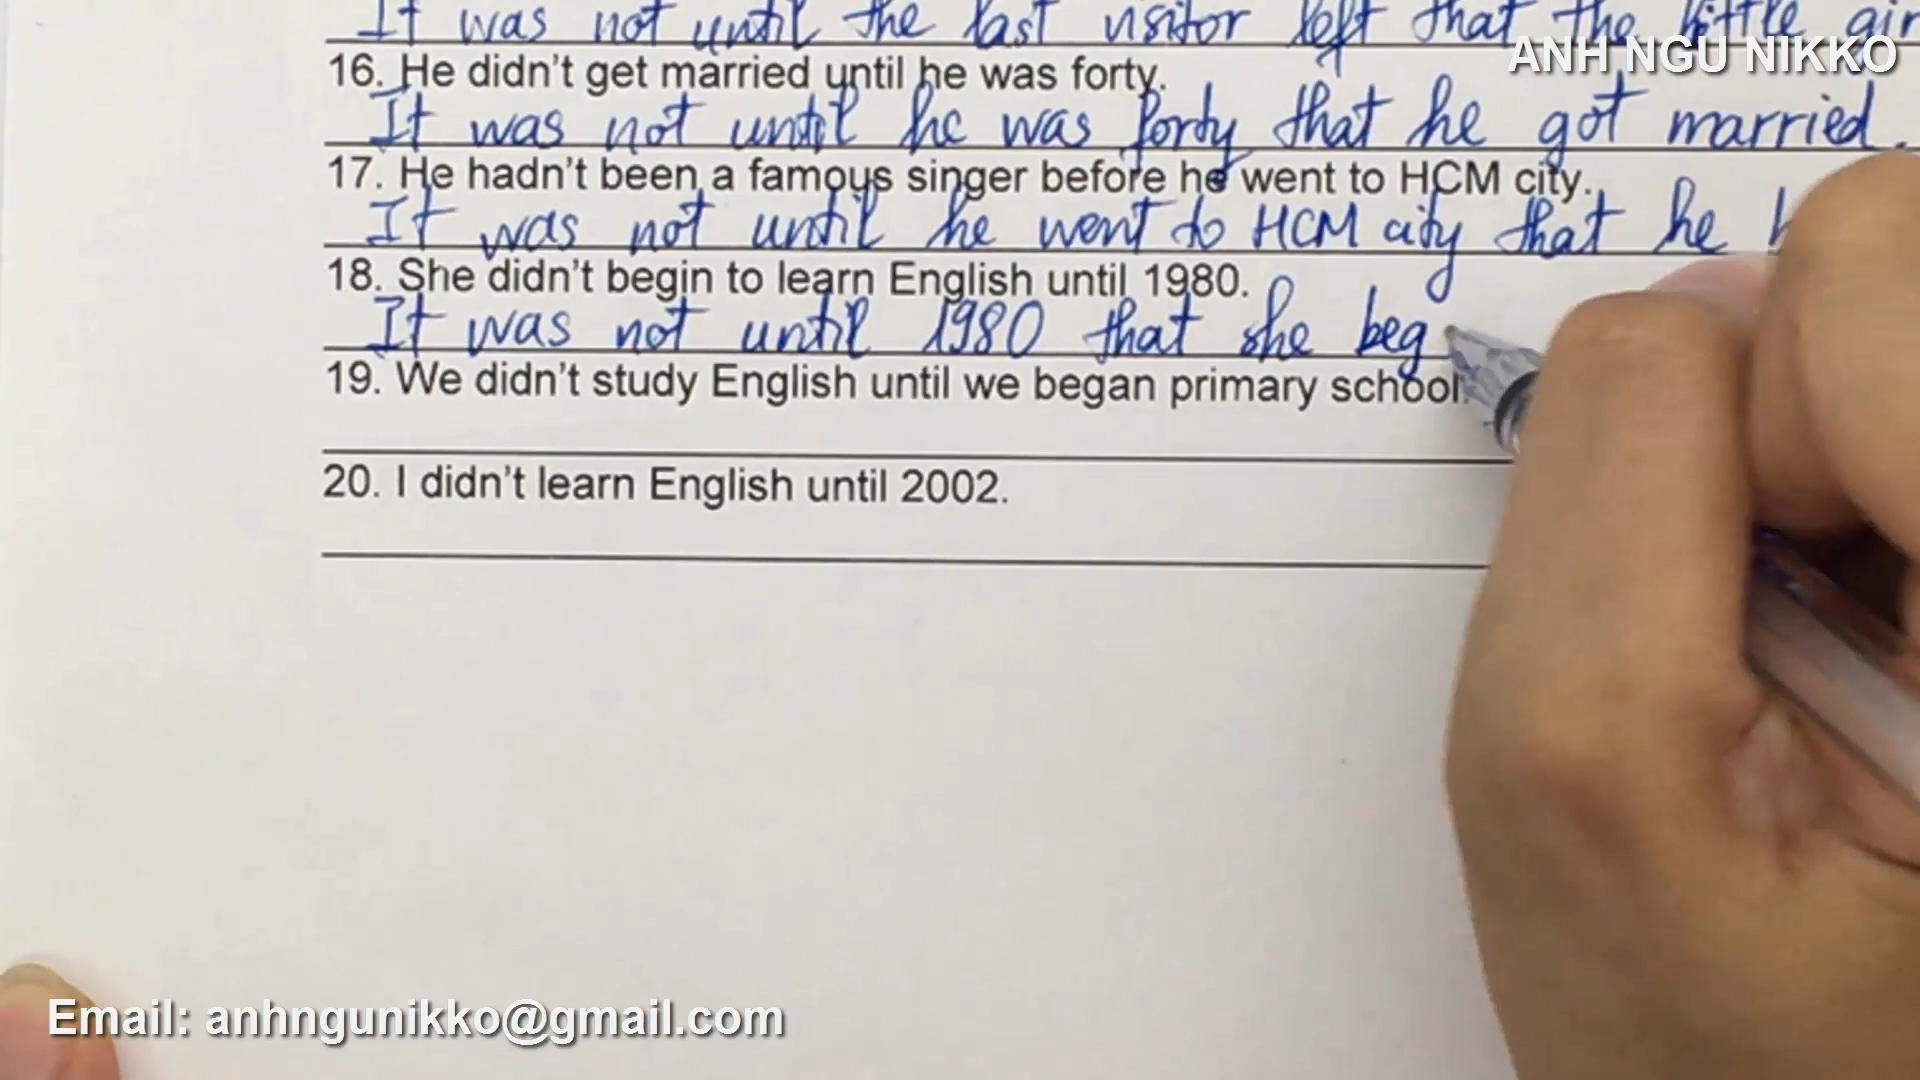 It was not until the last visitor left that the little gir
ANH NGU NIKKO
16. He didn't get married until he was forty.
It was not until he was forty that he got married.
17. He hadn't been a famous singer before he went to HCM city.
It was not until he went to HCM city that he
18. She didn't begin to learn English until 1980.
It was not until 1980 that she beg
19. We didn't study English until we began primary school.
20. I didn't learn English until 2002.
Email: anhngunikko@gmail.com